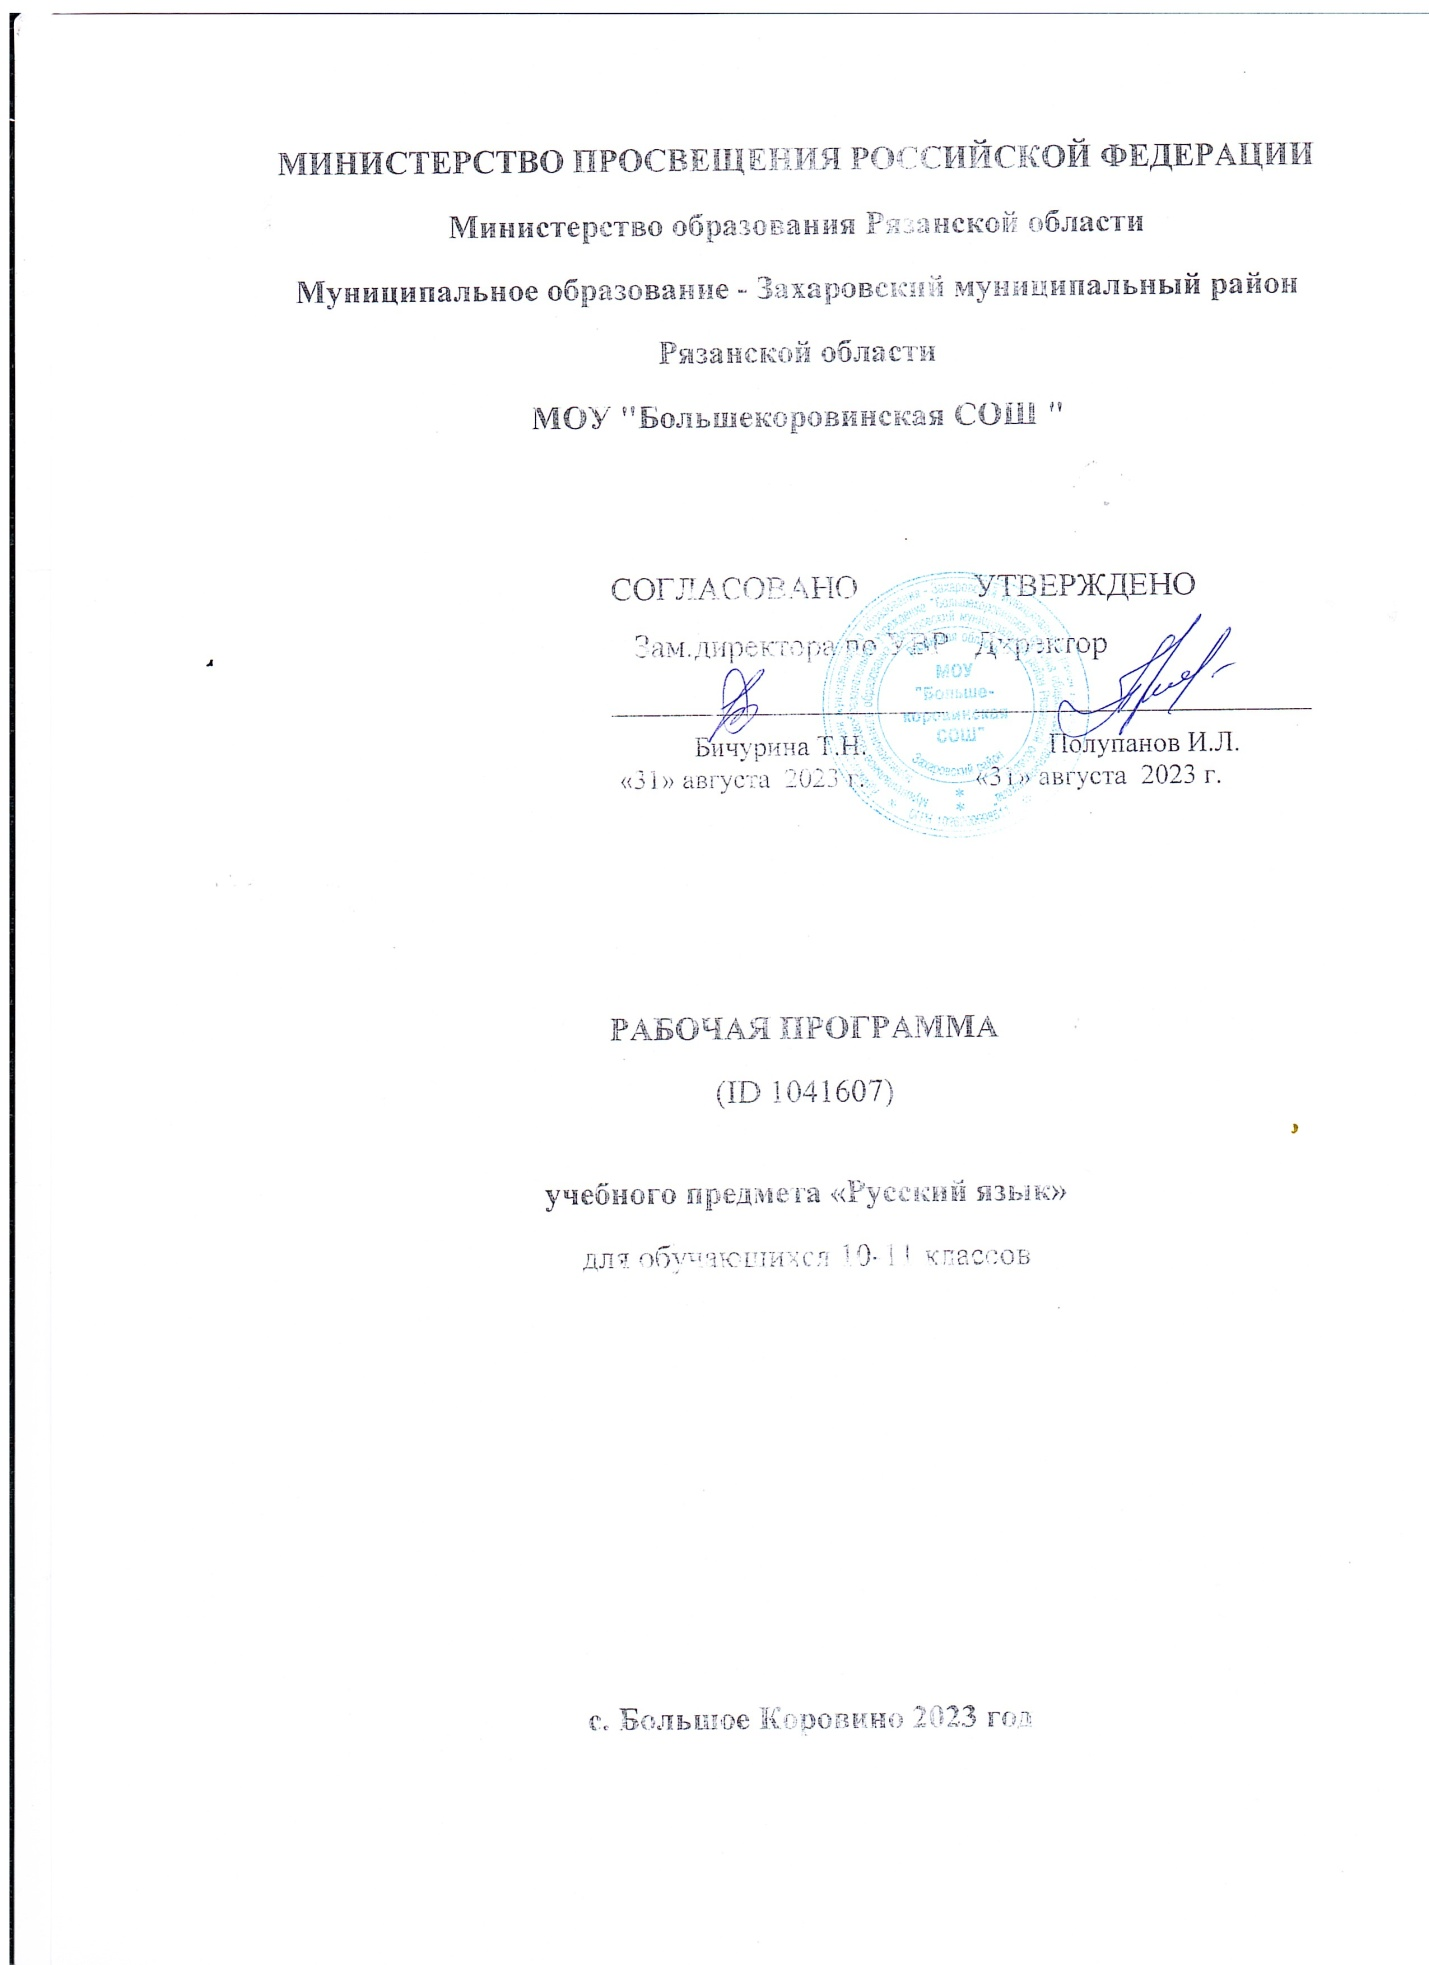 МИНИСТЕРСТВО ПРОСВЕЩЕНИЯ РОССИЙСКОЙ ФЕДЕРАЦИИ
Министерство образования Рязанской области
Муниципальное образование - Захаровский муниципальный район
Рязанской области
МОУ "Большекоровинская СОШ "
СОГЛАСОВАНО УТВЕРЖДЕНО
Зам.директора по УВР Директор
МОУ
"Больше-
коровинская
СОШ"
Захаровский район
Бичурина Т.Н. Полупанов И.Л.
«31» августа 2023 г. «31» августа 2023 г.
РАБОЧАЯ ПРОГРАММА
(ID 1041607)
учебного предмета «Русский язык»
для обучающихся 10-11 классов
с. Большое Коровино 2023 год